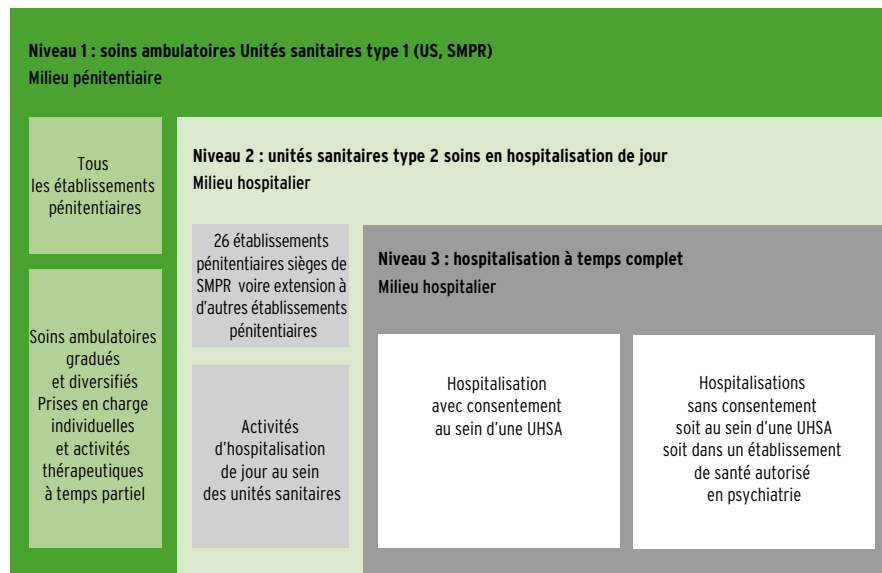 Niveau 1 : soins ambulatoires Unités sanitaires type 1 (US, SMPR)
Milieu pénitentiaire
Tous
les établissements
pénitentiaires
Soins ambulatoires
gradués
et diversifiés
Prises en charge
individuelles
et activités
thérapeutiques
à temps partiel
Niveau 2 : unités sanitaires type 2 soins en hospitalisation de jour
Milieu hospitalier
26 établissements
pénitentiaires sièges de
SMPR voire extension à
d'autres établissements
pénitentiaires
Activités
d'hospitalisation
de jour au sein
des unités sanitaires
Niveau 3 : hospitalisation à temps complet
Milieu hospitalier
Hospitalisation
avec consentement
au sein d'une UHSA
Hospitalisations
sans consentement
soit au sein d'une UHSA
soit dans un établissement
de santé autorisé
en psychiatrie